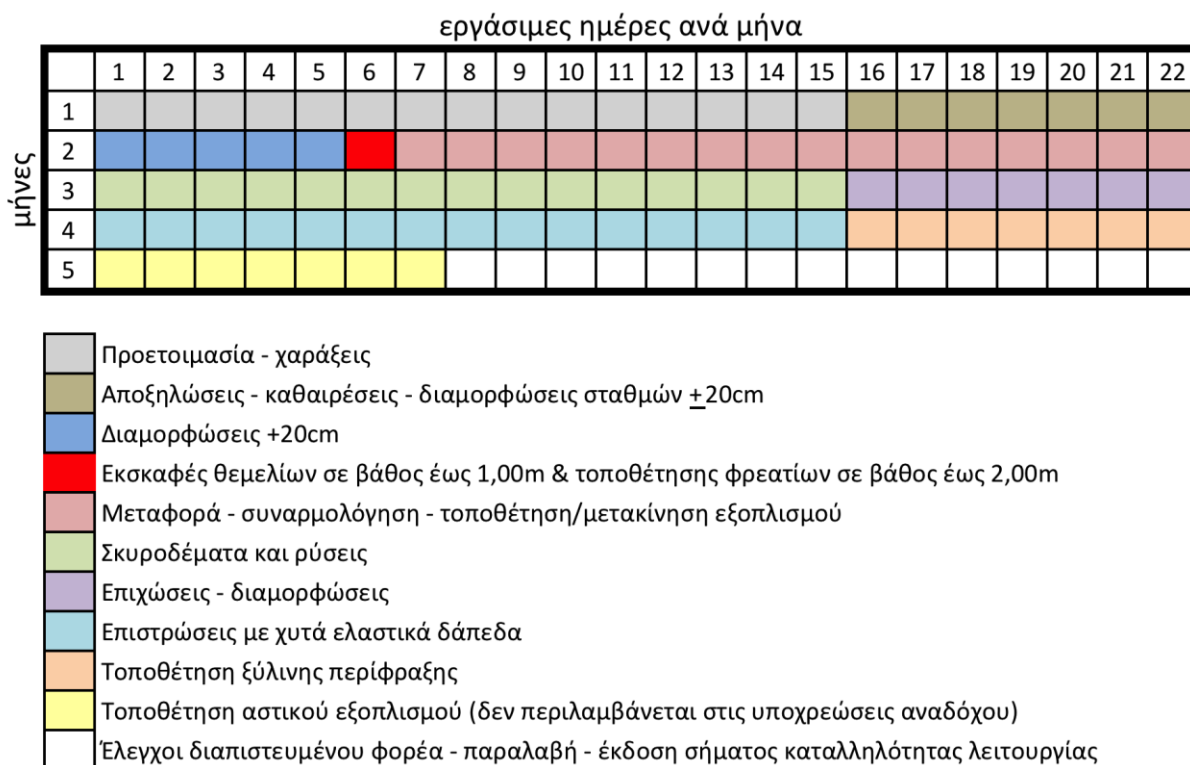 εργάσιμες ημέρες ανά μήνα
1 2 3 4 5 6 7 8 9 10 11 12 13 14 15 16 17 18 19 20 21 22
μήνες
1
2
3
4
5
Προετοιμασία - χαράξεις
Αποξηλώσεις - καθαιρέσεις - διαμορφώσεις σταθμών ±20cm
Διαμορφώσεις +20cm
Εκσκαφές θεμελίων σε βάθος έως 1,00m & τοποθέτησης φρεατίων σε βάθος έως 2,00m
Μεταφορά - συναρμολόγηση - τοποθέτηση/μετακίνηση εξοπλισμού
Σκυροδέματα και ρύσεις
Επιχώσεις - διαμορφώσεις
Επιστρώσεις με χυτά ελαστικά δάπεδα
Τοποθέτηση ξύλινης περίφραξης
Τοποθέτηση αστικού εξοπλισμού (δεν περιλαμβάνεται στις υποχρεώσεις αναδόχου)
Έλεγχοι διαπιστευμένου φορέα - παραλαβή - έκδοση σήματος καταλληλότητας λειτουργίας